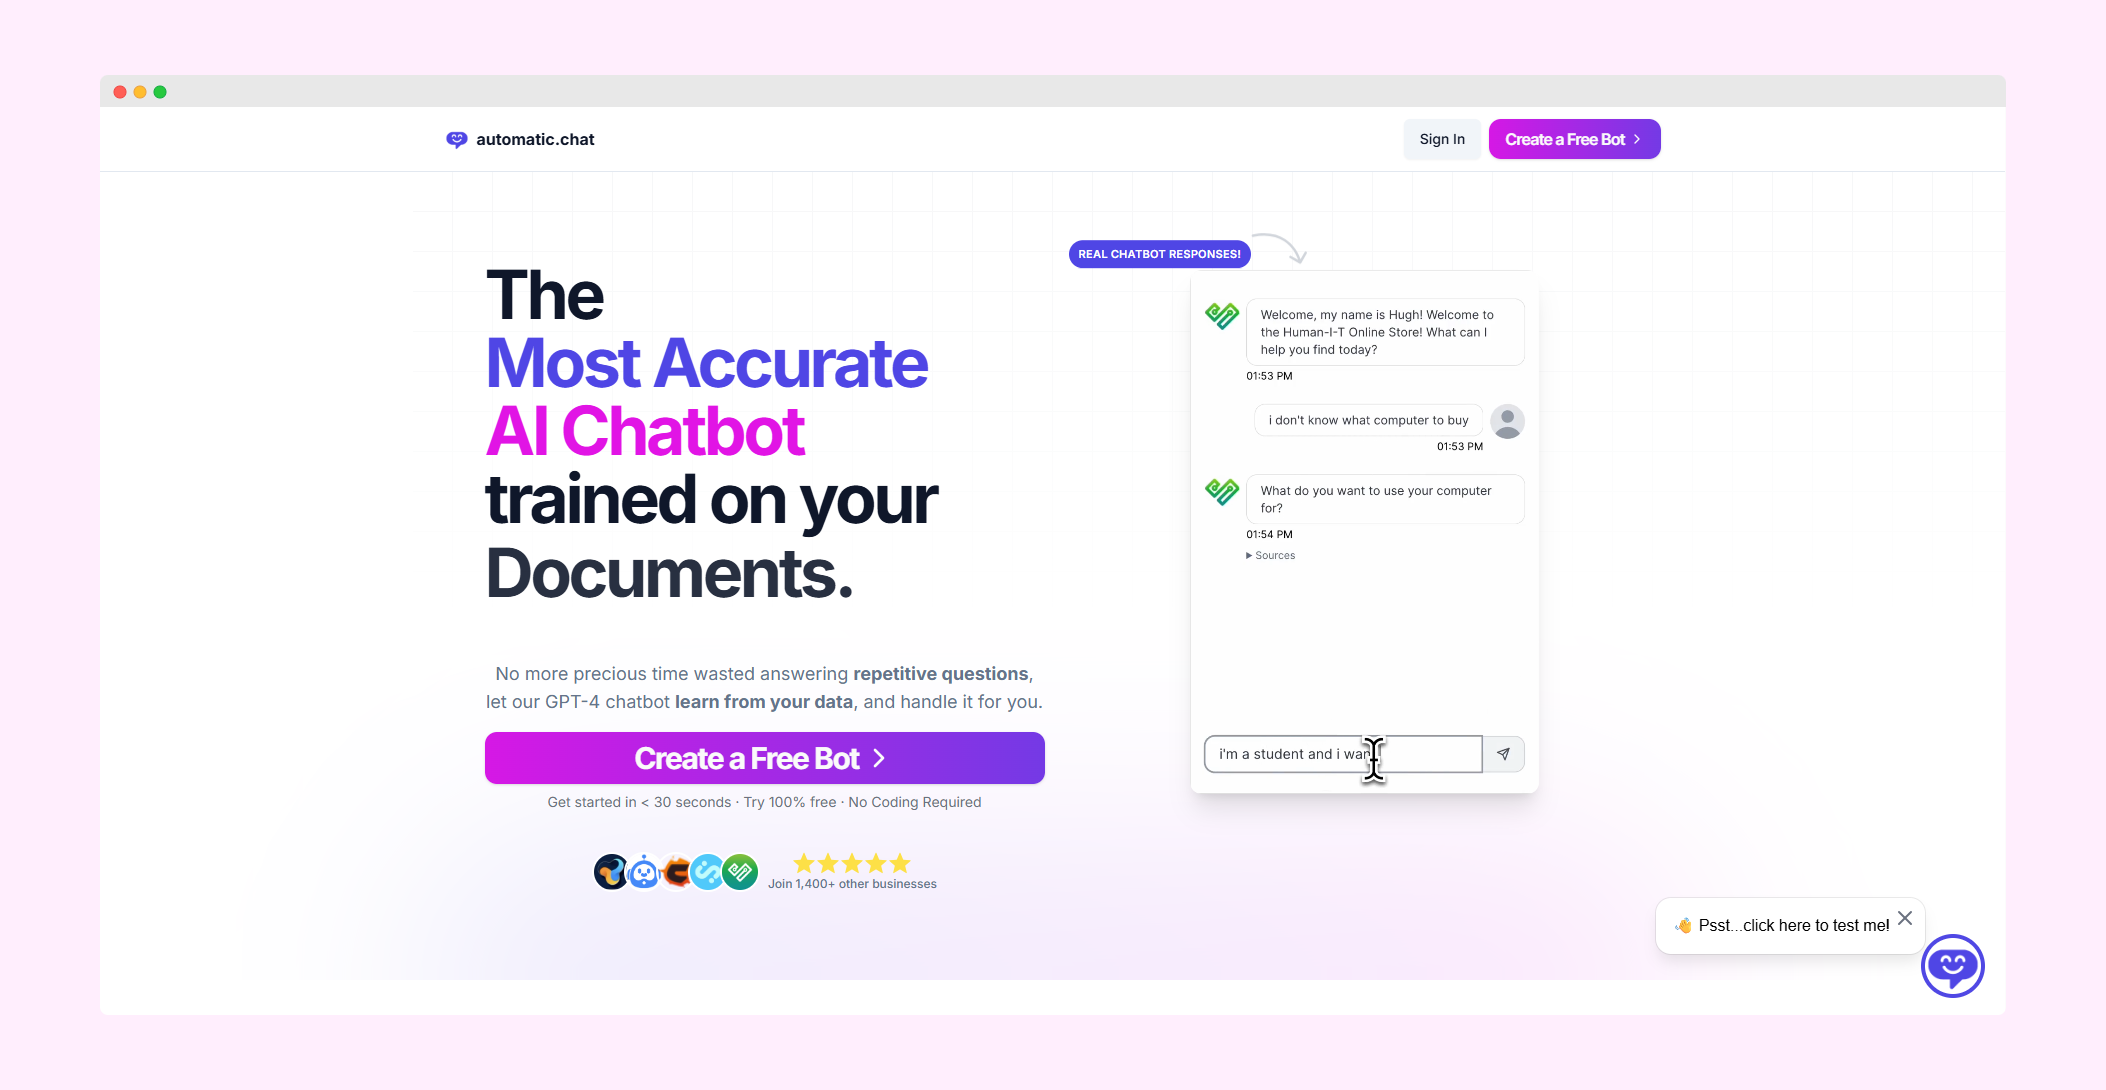 automatic.chat
Sign In
Create a Free Bot
The
Most Accurate
AI Chatbot
trained on your
Documents.
No more precious time wasted answering repetitive questions,
let our GPT-4 chatbot learn from your data, and handle it for you.
Create a Free Bot
Get started in < 30 seconds · Try 100% free · No Coding Required
Join 1,400+ other businesses
REAL CHATBOT RESPONSES!
Welcome, my name is Hugh! Welcome to
the Human-I-T Online Store! What can I
help you find today?
01:53 PM
i don't know what computer to buy
01:53 PM
What do you want to use your computer
for?
01:54 PM
Sources
i'm a student and i wan
👋 Psst...click here to test me!